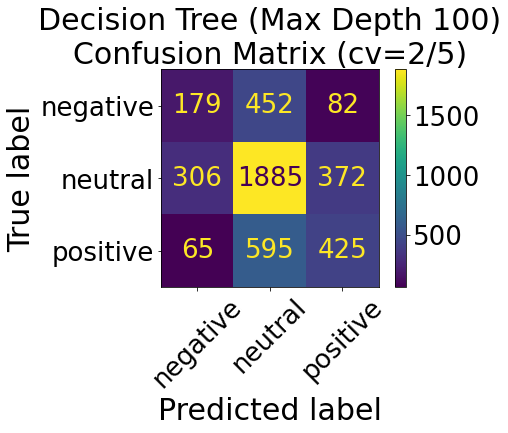 Decision Tree (Max Depth 100)
Confusion Matrix (cv=2/5)
True label
negative 179 452 82
neutral 306 1885 372
positive 65 595 425
negative neutral positive
Predicted label
1500
1000
500